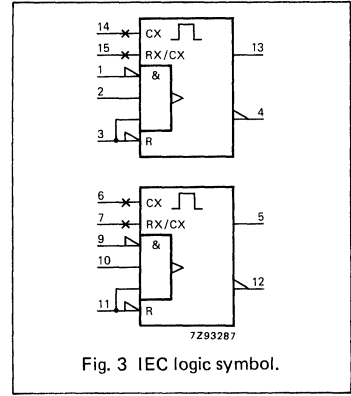 14 CX
15 RX/CX 13
1 &
2
4
3 R
6 CX
7 RX/CX 5
9 &
10
12
11 R
7Z93287
Fig. 3 IEC logic symbol.